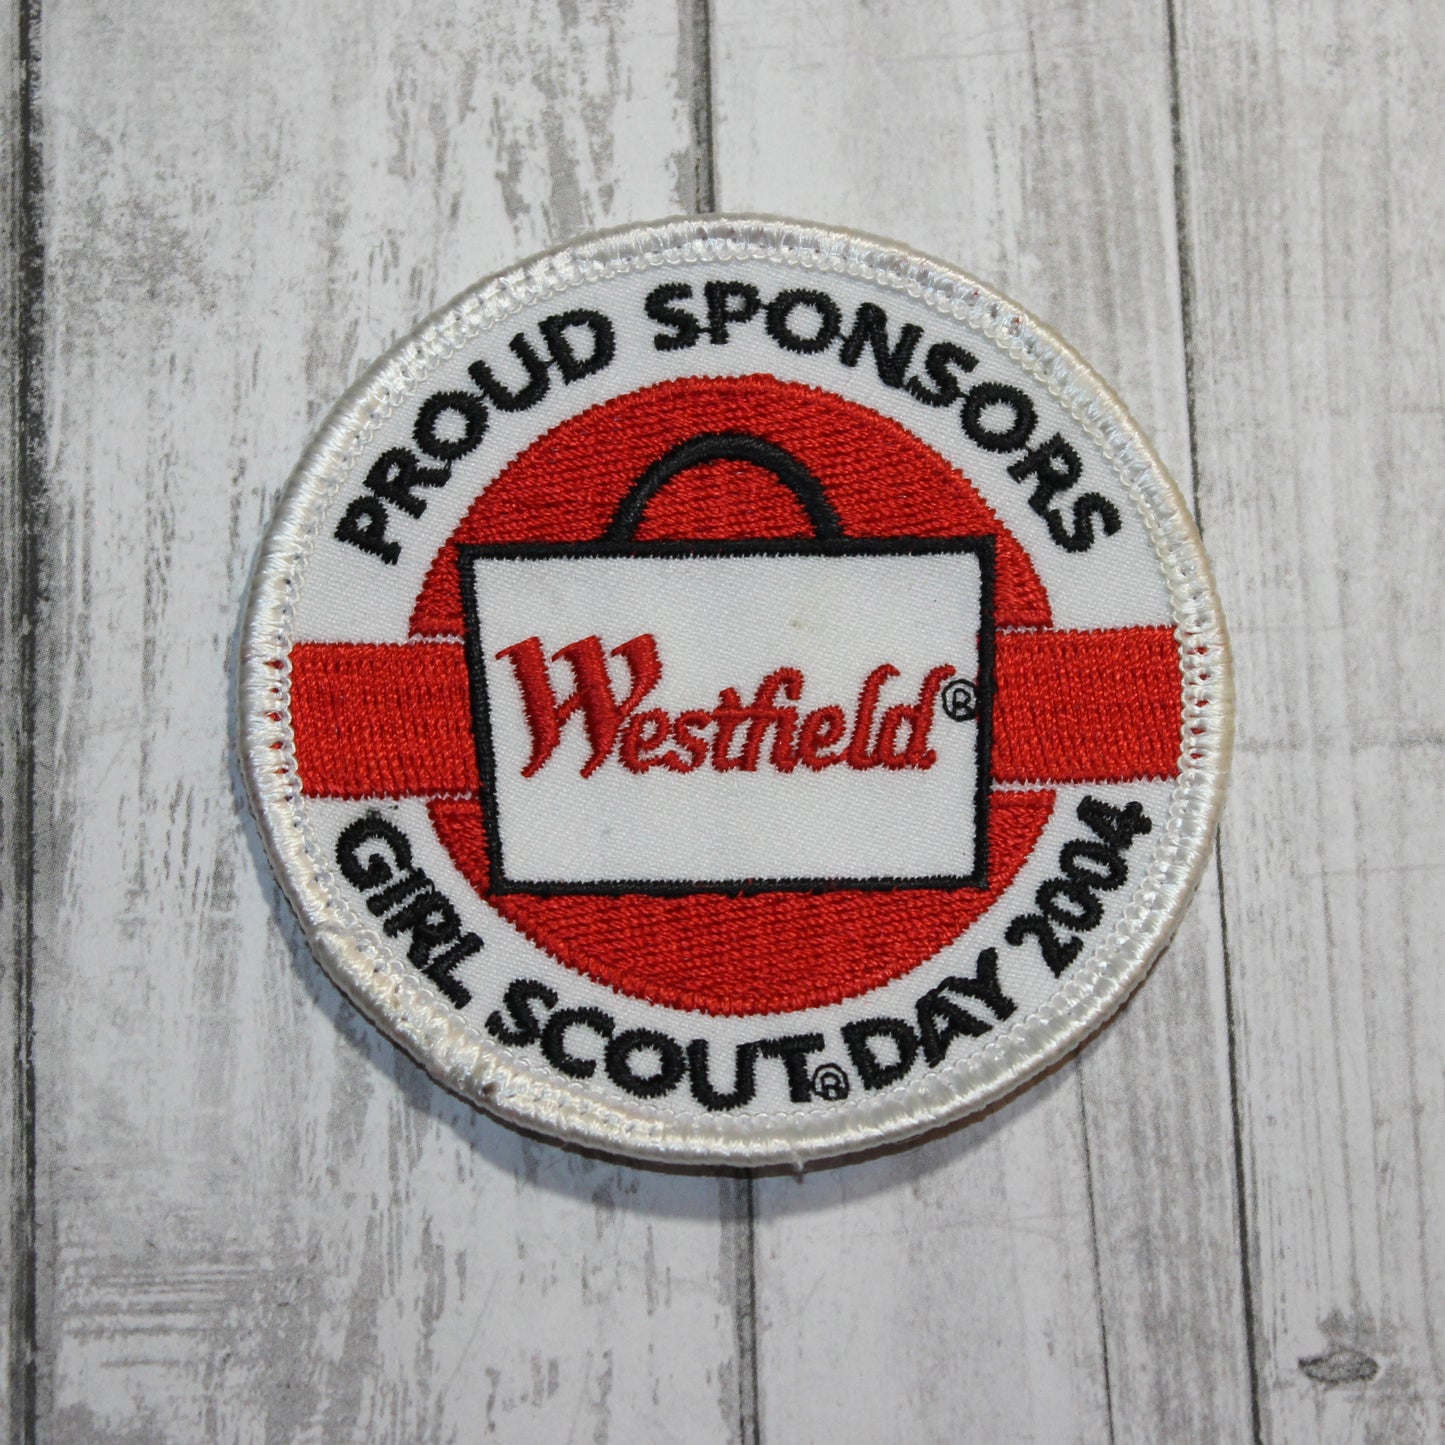 PROUD SPONSORS
Westfield®
GIRL SCOUT® DAY 2004